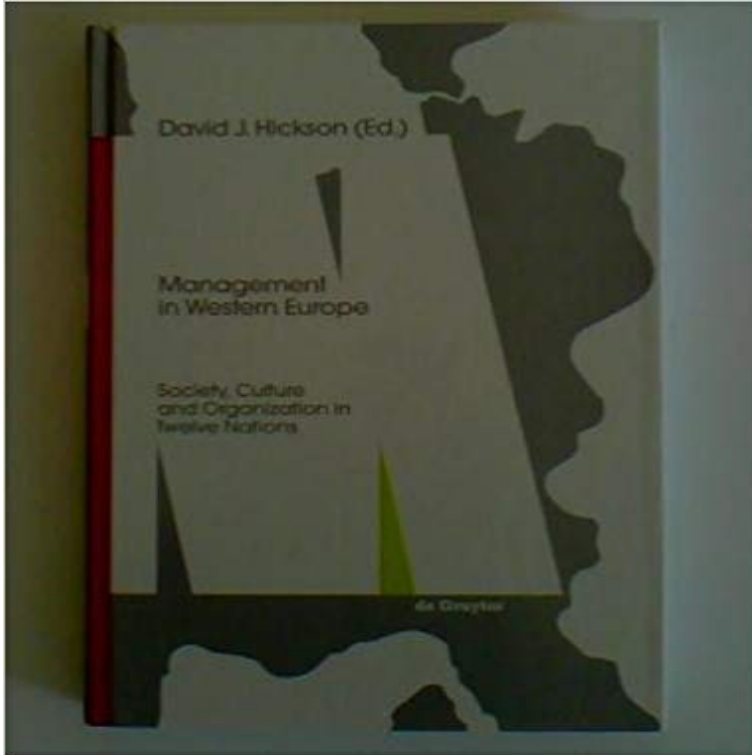 David J. Hickson (Ed.)
Management
in Western Europe
Society, Culture
and Organization in
Twelve Nations
de Gruyter